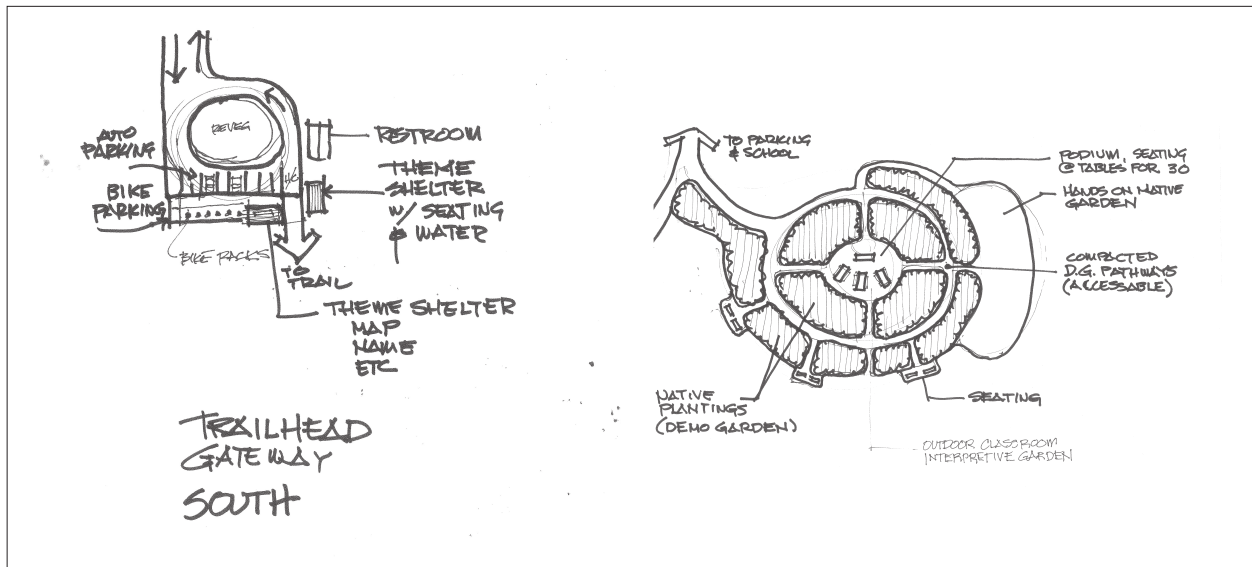 AUTO
PARKING
BIKE
PARKING
REVEG
H/C
BIKE RACKS
RESTROOM
THEME
SHELTER
W/ SEATING
& WATER
TO
TRAIL
THEME SHELTER
MAP
NAME
ETC
TRAILHEAD
GATEWAY
SOUTH
TO PARKING
& SCHOOL
PODIUM, SEATING
@ TABLES FOR 30
HANDS ON NATIVE
GARDEN
COMPACTED
D.G. PATHWAYS
(ACCESSABLE)
SEATING
NATIVE
PLANTINGS
(DEMO GARDEN)
OUTDOOR CLASSROOM
INTERPRETIVE GARDEN